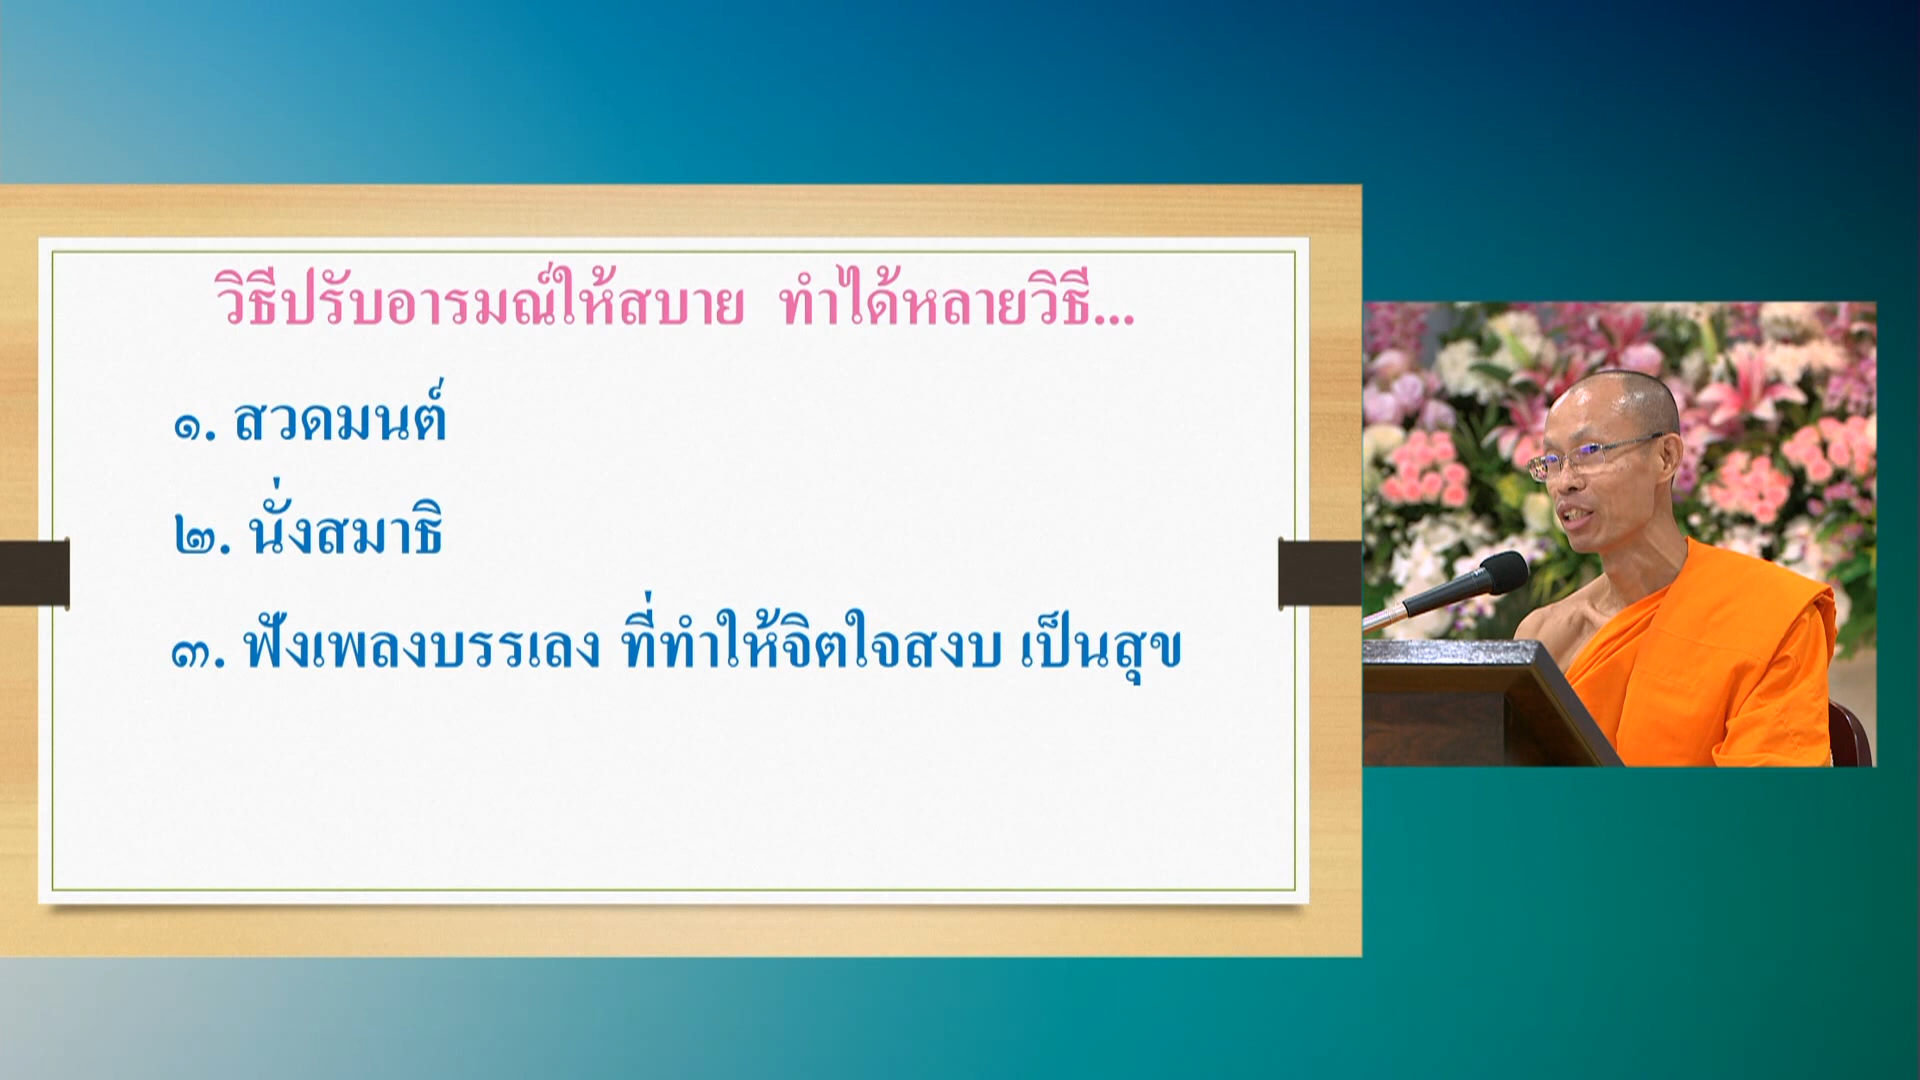 วิธีปรับอารมณ์ให้สบาย ทำได้หลายวิธี...
๑. สวดมนต์
๒. นั่งสมาธิ
๓. ฟังเพลงบรรเลง ที่ทำให้จิตใจสงบ เป็นสุข